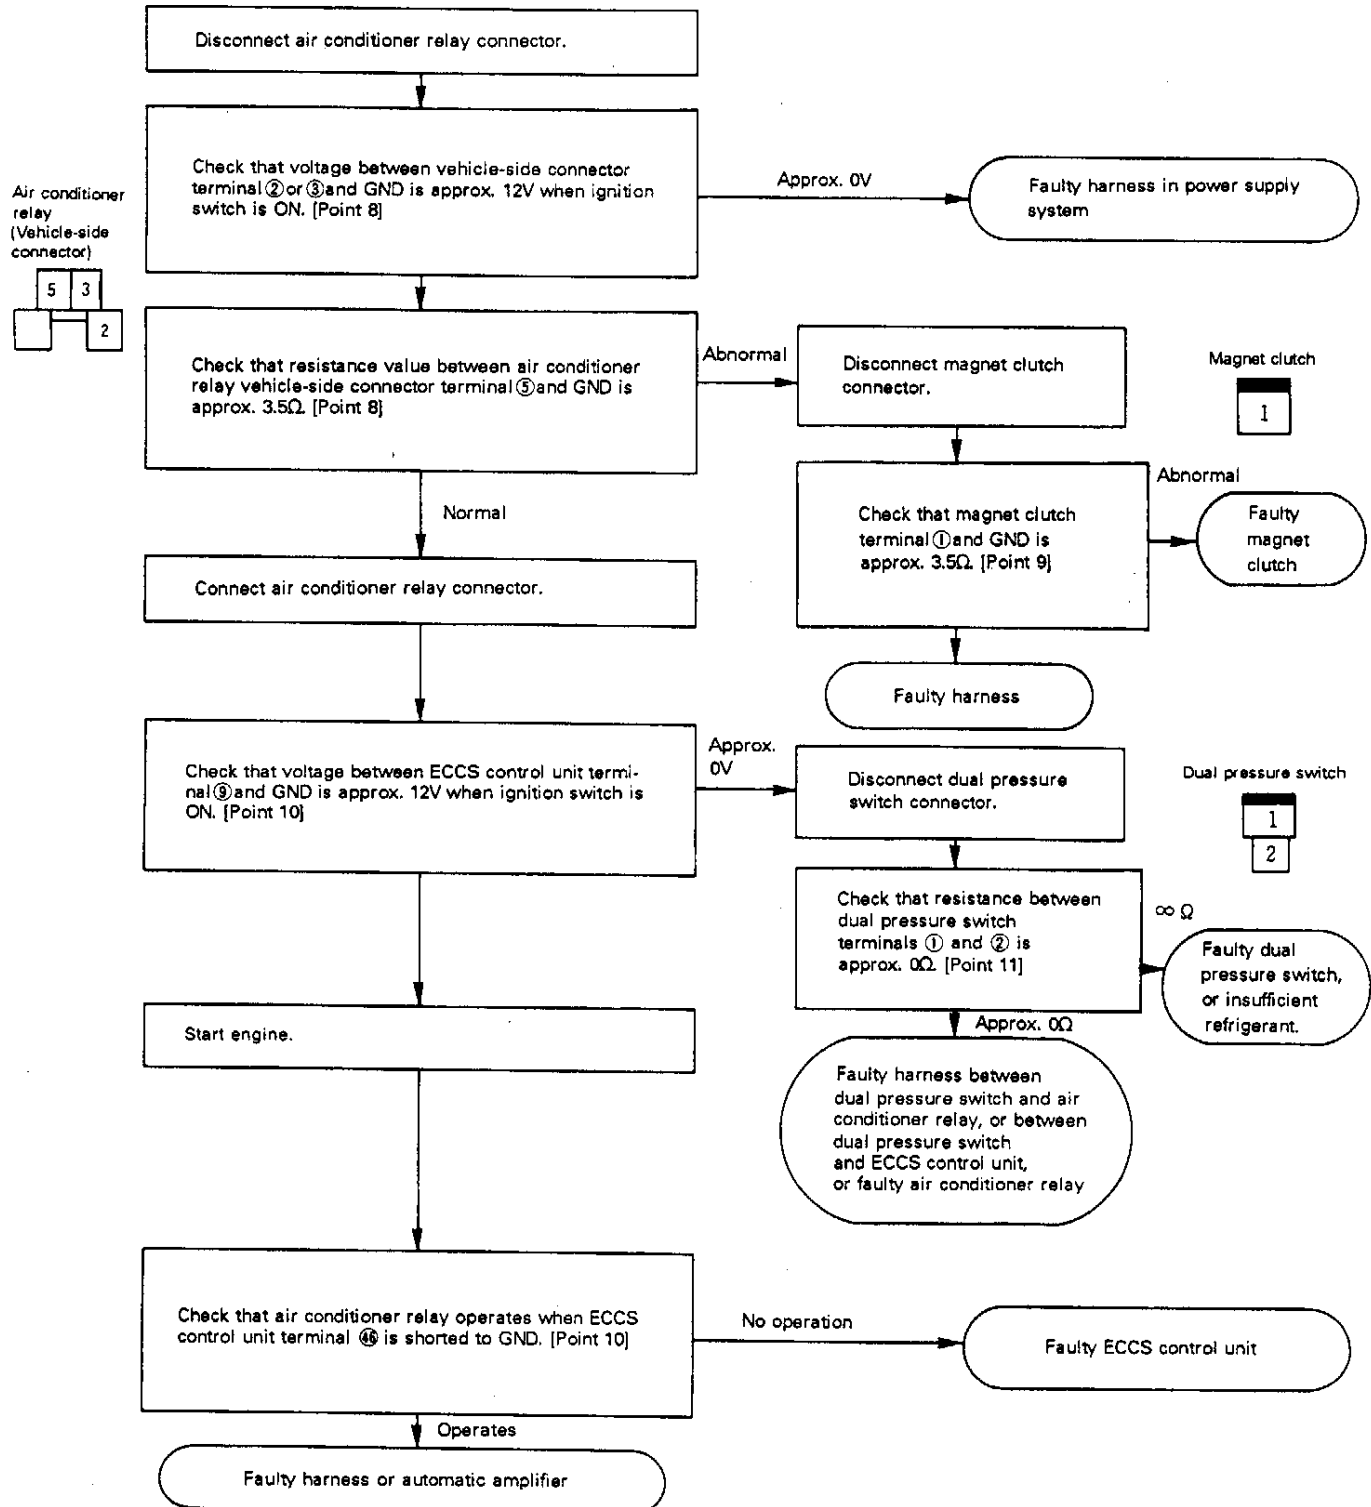 Disconnect air conditioner relay connector.
Check that voltage between vehicle-side connector
terminal ② or ③ and GND is approx. 12V when ignition
switch is ON. [Point 8]
Approx. 0V
Faulty harness in power supply
system
Air conditioner
relay
(Vehicle-side
connector)
5 3
2
Check that resistance value between air conditioner
relay vehicle-side connector terminal ⑤ and GND is
approx. 3.5Ω. [Point 8]
Abnormal
Disconnect magnet clutch
connector.
Magnet clutch
1
Normal
Check that magnet clutch
terminal ① and GND is
approx. 3.5Ω. [Point 9]
Abnormal
Faulty
magnet
clutch
Connect air conditioner relay connector.
Faulty harness
Check that voltage between ECCS control unit termi-
nal ⑨ and GND is approx. 12V when ignition switch is
ON. [Point 10]
Approx.
0V
Disconnect dual pressure
switch connector.
Dual pressure switch
1
2
Check that resistance between
dual pressure switch
terminals ① and ② is
approx. 0Ω. [Point 11]
∞ Ω
Faulty dual
pressure switch,
or insufficient
refrigerant.
Start engine.
Approx. 0Ω
Faulty harness between
dual pressure switch and air
conditioner relay, or between
dual pressure switch
and ECCS control unit,
or faulty air conditioner relay
Check that air conditioner relay operates when ECCS
control unit terminal ㊻ is shorted to GND. [Point 10]
No operation
Faulty ECCS control unit
Operates
Faulty harness or automatic amplifier